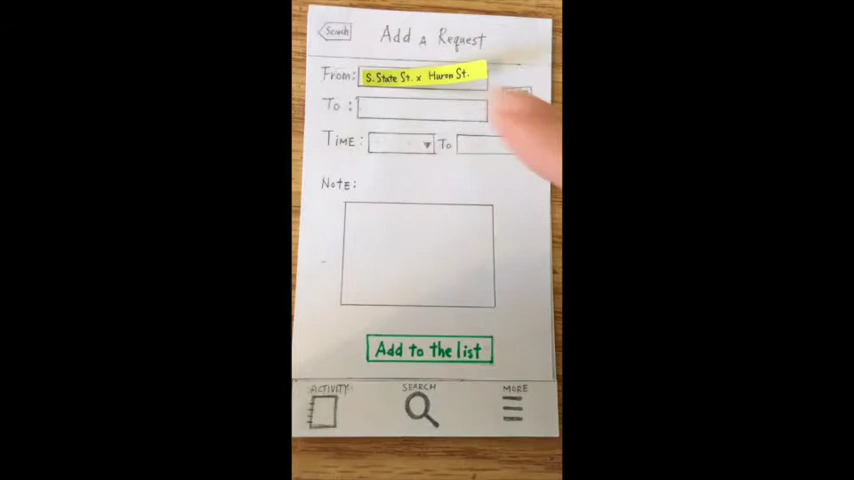 Search
Add A Request
From: S. State St. x Huron St.
To :
TIME : To
Note:
Add to the list
ACTIVITY SEARCH MORE